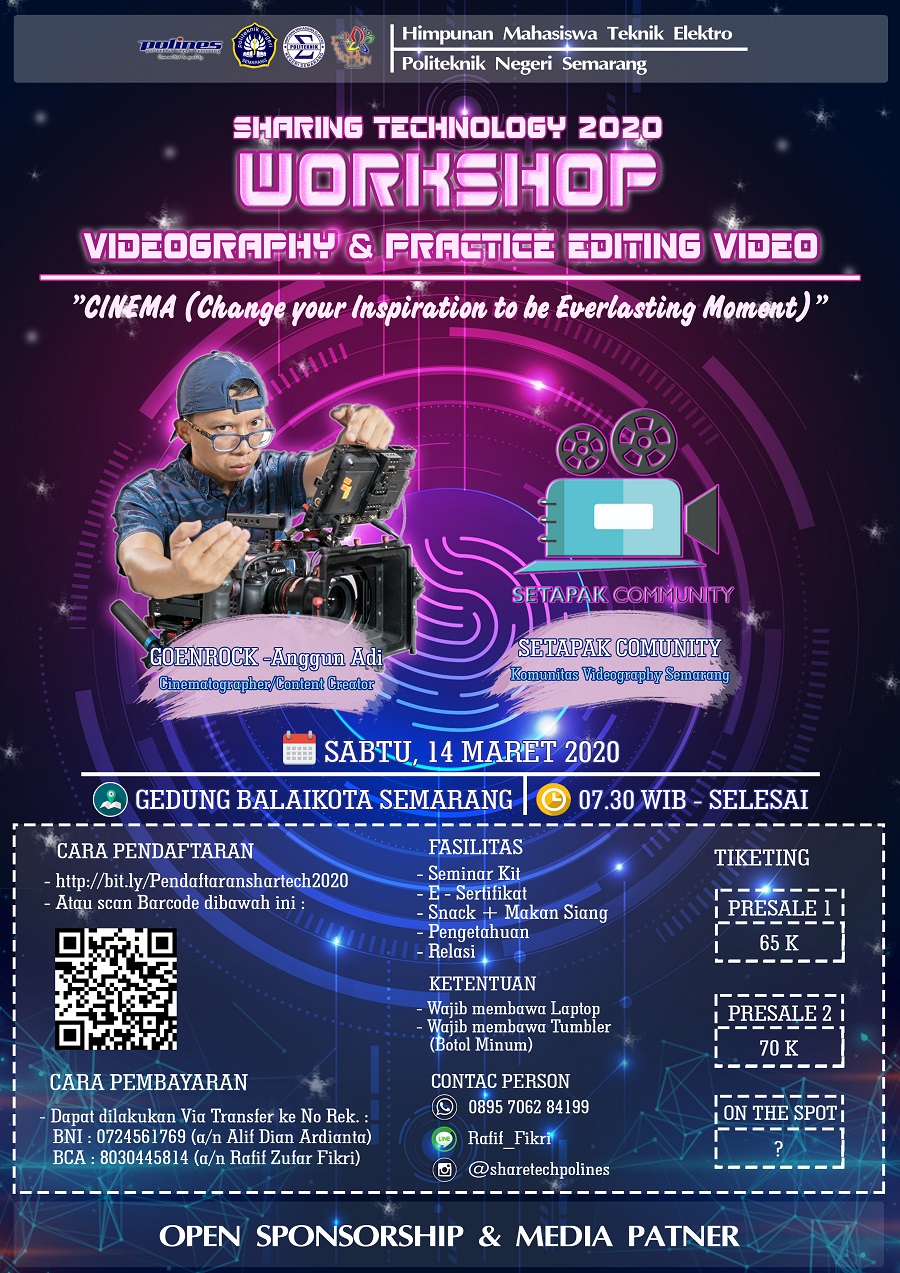 polines
Himpunan Mahasiswa Teknik Elektro
Politeknik Negeri Semarang
SHARING TECHNOLOGY 2020
WORKSHOP
VIDEOGRAPHY & PRACTICE EDITING VIDEO
"CINEMA (Change your Inspiration to be Everlasting Moment)"
SETAPAK COMMUNITY
GOENROCK -Anggun Adi
Cinematographer/Content Creator
SETAPAK COMUNITY
Komunitas Videography Semarang
SABTU, 14 MARET 2020
GEDUNG BALAIKOTA SEMARANG
07.30 WIB - SELESAI
CARA PENDAFTARAN
- http://bit.ly/Pendaftaranshartech2020
- Atau scan Barcode dibawah ini :
CARA PEMBAYARAN
- Dapat dilakukan Via Transfer ke No Rek. :
BNI : 0724561769 (a/n Alif Dian Ardianta)
BCA : 8030445814 (a/n Rafif Zufar Fikri)
FASILITAS
- Seminar Kit
- E - Sertifikat
- Snack + Makan Siang
- Pengetahuan
- Relasi
KETENTUAN
- Wajib membawa Laptop
- Wajib membawa Tumbler
(Botol Minum)
CONTAC PERSON
0895 7062 84199
LINE
Rafif_Fikri
@sharetechpolines
TIKETING
PRESALE 1
65 K
PRESALE 2
70 K
ON THE SPOT
?
OPEN SPONSORSHIP & MEDIA PATNER